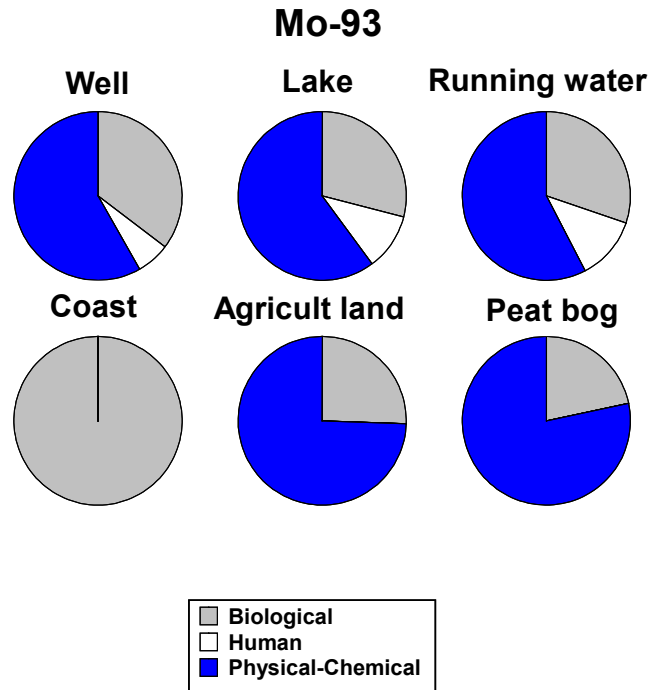 Mo-93
Well Lake Running water
Coast Agricult land Peat bog
Biological
Human
Physical-Chemical